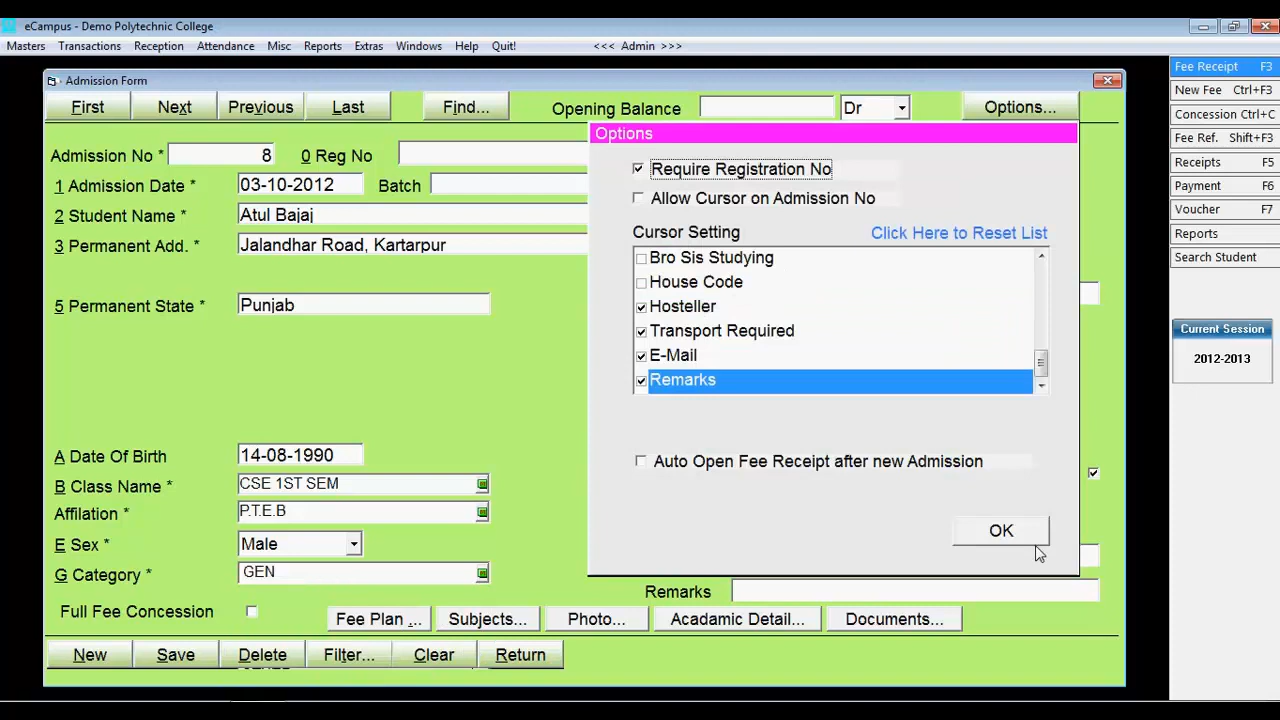 eCampus - Demo Polytechnic College
Masters Transactions Reception Attendance Misc Reports Extras Windows Help Quit! <<< Admin >>>
Admission Form
First Next Previous Last Find... Opening Balance Dr Options...
Options
Admission No * 8 0 Reg No
1 Admission Date * 03-10-2012 Batch
2 Student Name * Atul Bajaj
3 Permanent Add. * Jalandhar Road, Kartarpur
5 Permanent State * Punjab
A Date Of Birth 14-08-1990
B Class Name * CSE 1ST SEM
Affilation * P.T.E.B
E Sex * Male
G Category * GEN
Full Fee Concession
Require Registration No
Allow Cursor on Admission No
Cursor Setting Click Here to Reset List
Bro Sis Studying
House Code
Hosteller
Transport Required
E-Mail
Remarks
Auto Open Fee Receipt after new Admission
OK
Remarks
Fee Plan ... Subjects... Photo... Acadamic Detail... Documents...
New Save Delete Filter... Clear Return
Fee Receipt F3
New Fee Ctrl+F3
Concession Ctrl+C
Fee Ref. Shift+F3
Receipts F5
Payment F6
Voucher F7
Reports
Search Student
Current Session
2012-2013